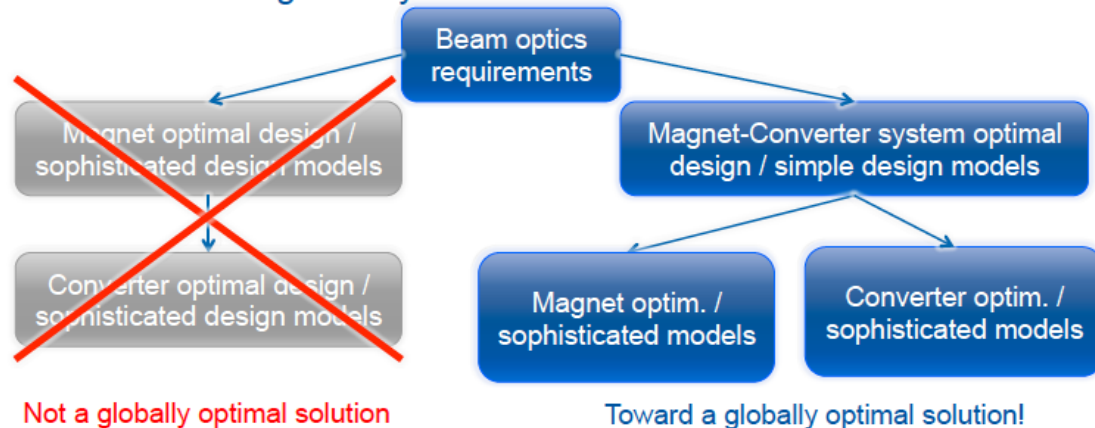 Beam optics
requirements
Magnet optimal design /
sophisticated design models
Magnet-Converter system optimal
design / simple design models
Converter optimal design /
sophisticated design models
Magnet optim. /
sophisticated models
Converter optim. /
sophisticated models
Not a globally optimal solution
Toward a globally optimal solution!